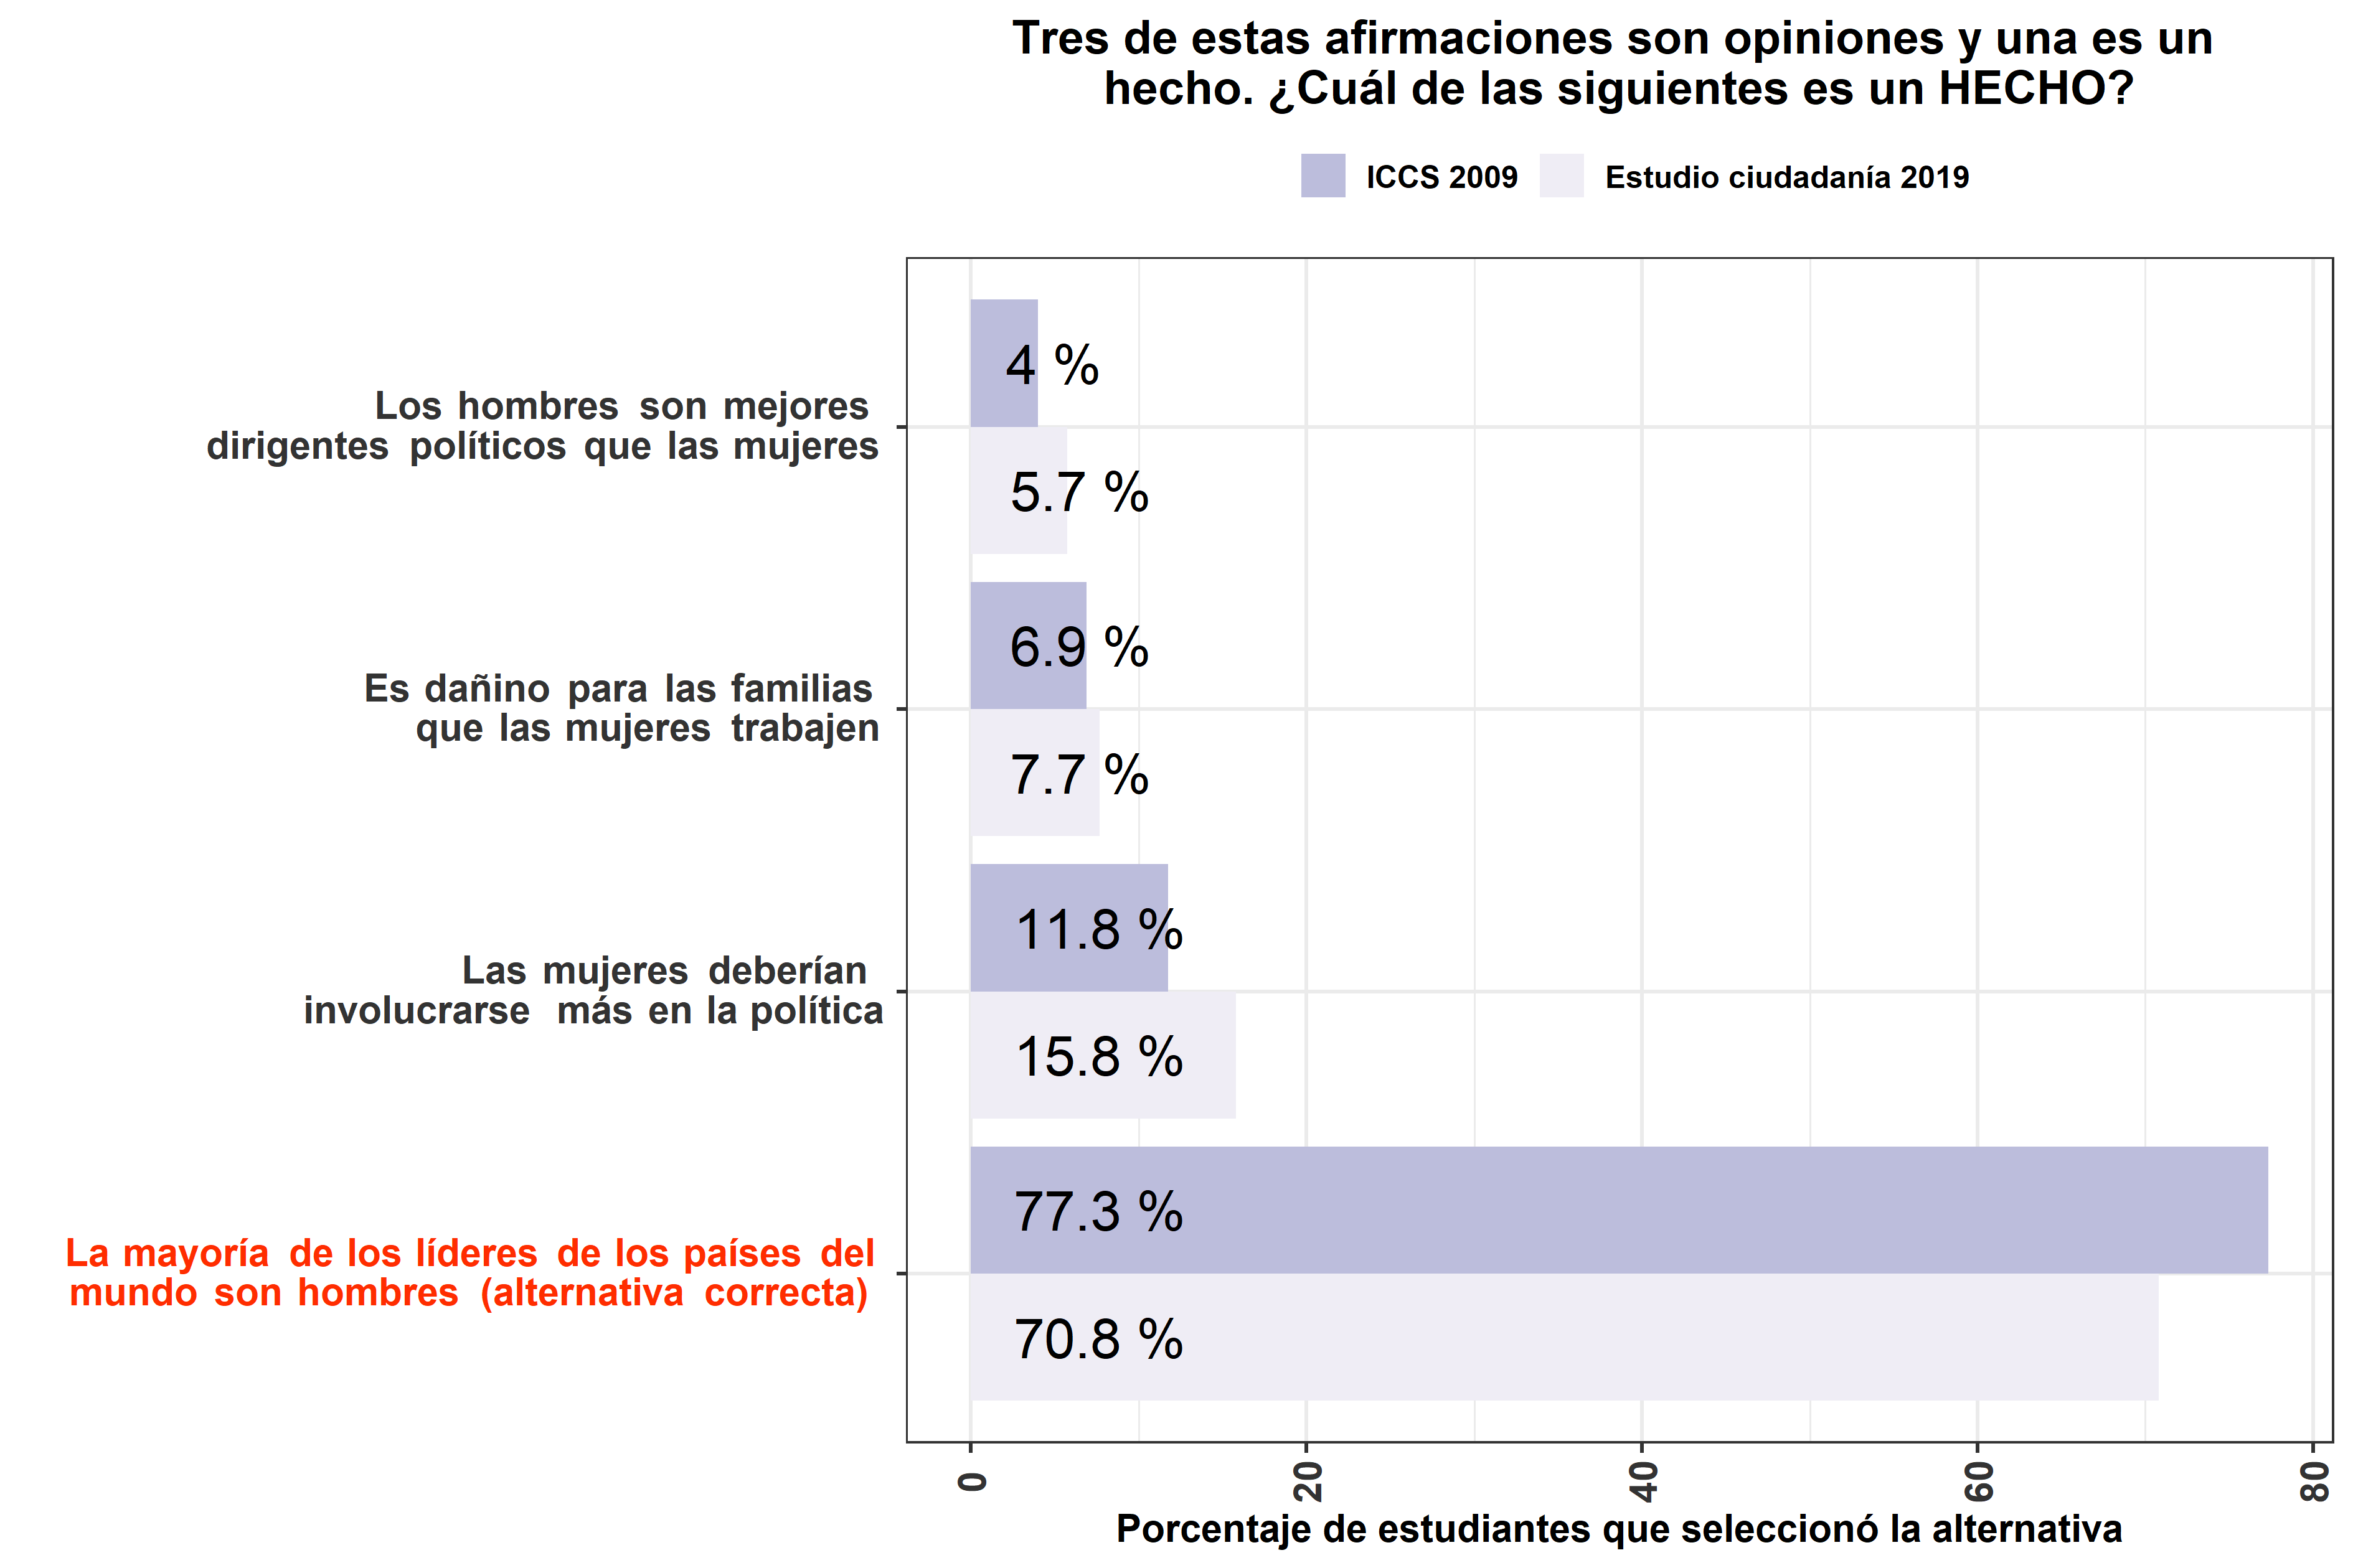 Tres de estas afirmaciones son opiniones y una es un
hecho. ¿Cuál de las siguientes es un HECHO?
ICCS 2009
Estudio ciudadanía 2019
Los hombres son mejores
dirigentes políticos que las mujeres
4 %
5.7 %
Es dañino para las familias
que las mujeres trabajen
6.9 %
7.7 %
Las mujeres deberían
involucrarse más en la política
11.8 %
15.8 %
La mayoría de los líderes de los países del
mundo son hombres (alternativa correcta)
77.3 %
70.8 %
0
20
40
60
80
Porcentaje de estudiantes que seleccionó la alternativa